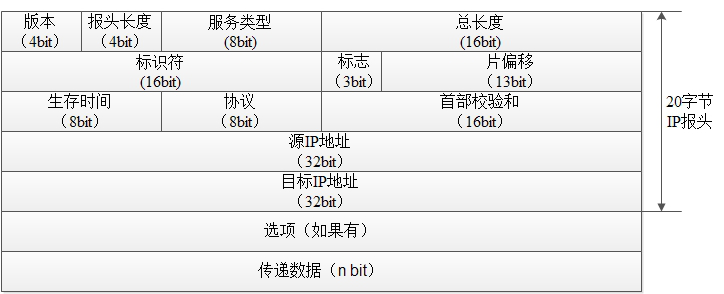 版本
（4bit）
报头长度
（4bit）
服务类型
(8bit)
总长度
(16bit)
标识符
(16bit)
标志
（3bit）
片偏移
（13bit）
生存时间
（8bit）
协议
（8bit）
首部校验和
（16bit）
源IP地址
（32bit）
目标IP地址
（32bit）
选项（如果有）
传递数据（n bit）
20字节
IP报头